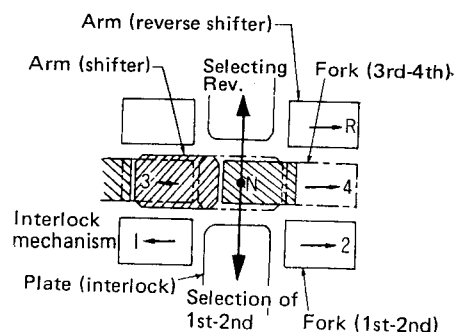 Arm (reverse shifter)
Arm (shifter)
Selecting
Rev.
Fork (3rd-4th)
R
3
N
4
Interlock
mechanism
1
2
Plate (interlock)
Selection of
1st-2nd
Fork (1st-2nd)